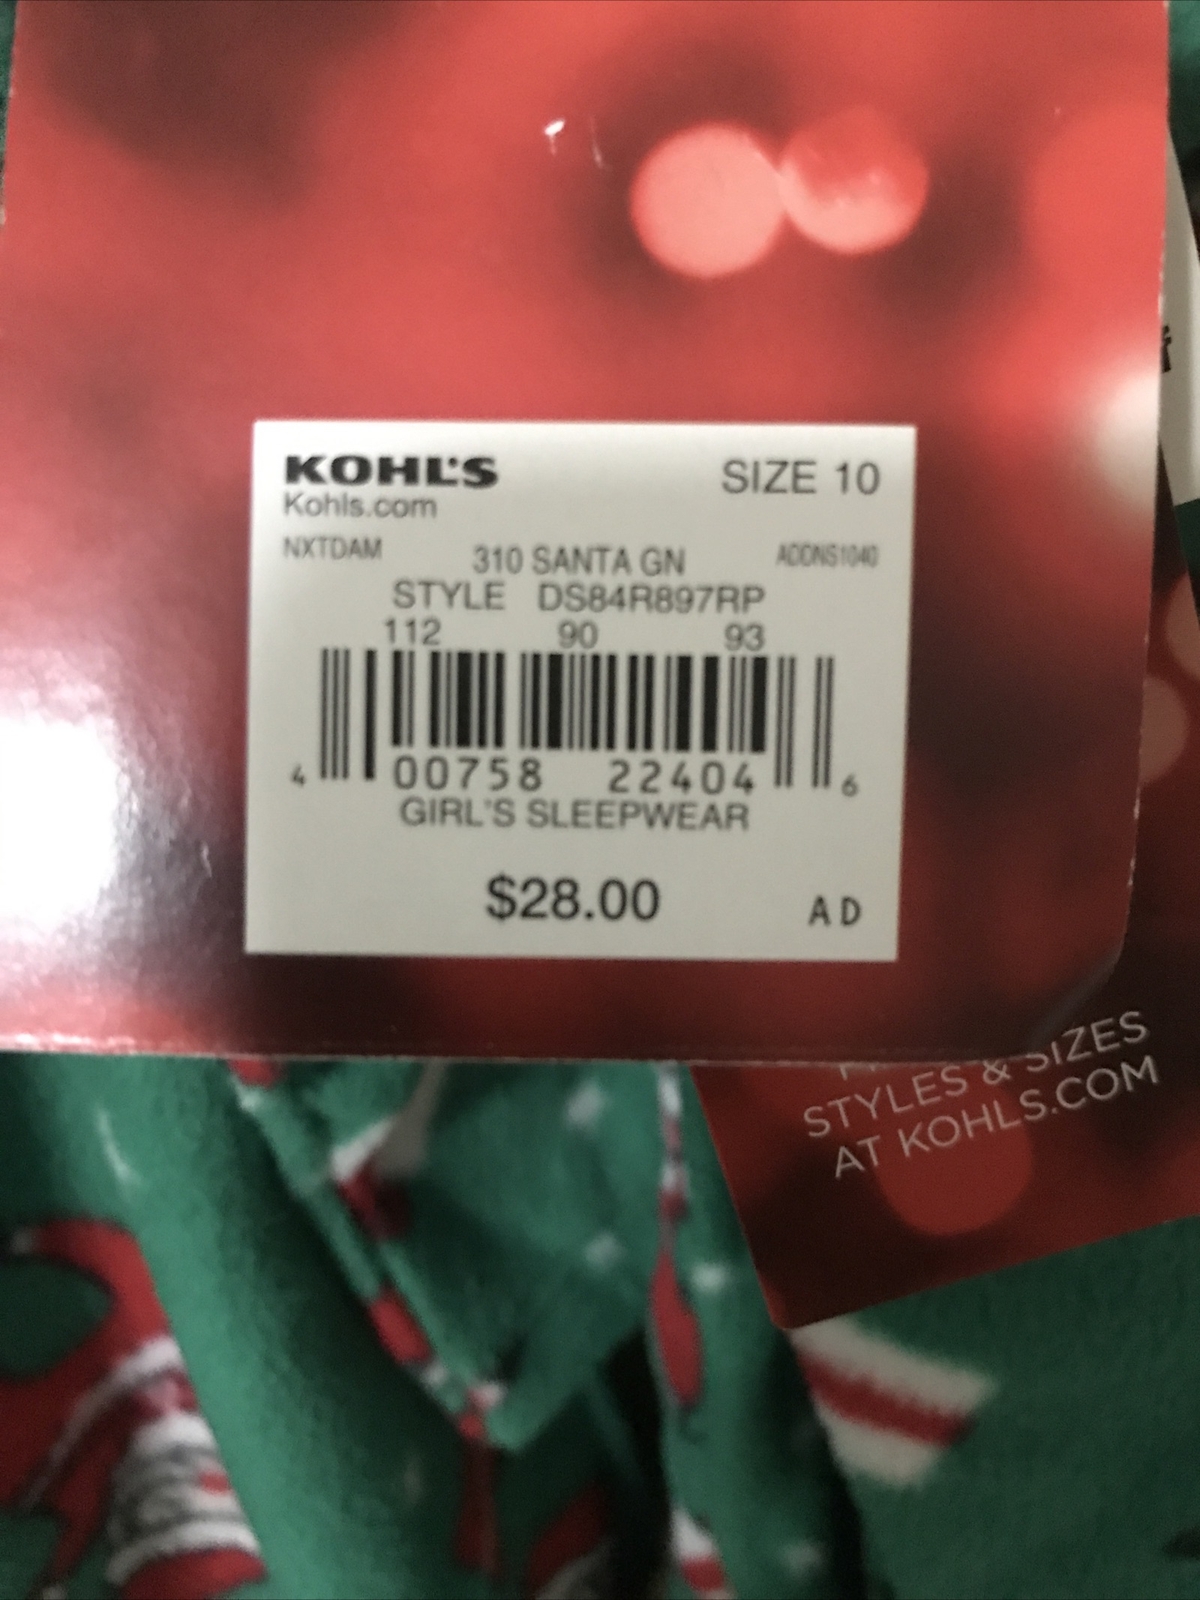 KOHL'S
SIZE 10
Kohls.com
NXTDAM
310 SANTA GN
ADDNS1040
STYLE DS84R897RP
112 90 93
4 00758 22404 6
GIRL'S SLEEPWEAR
$28.00
AD
STYLES & SIZES
AT KOHLS.COM